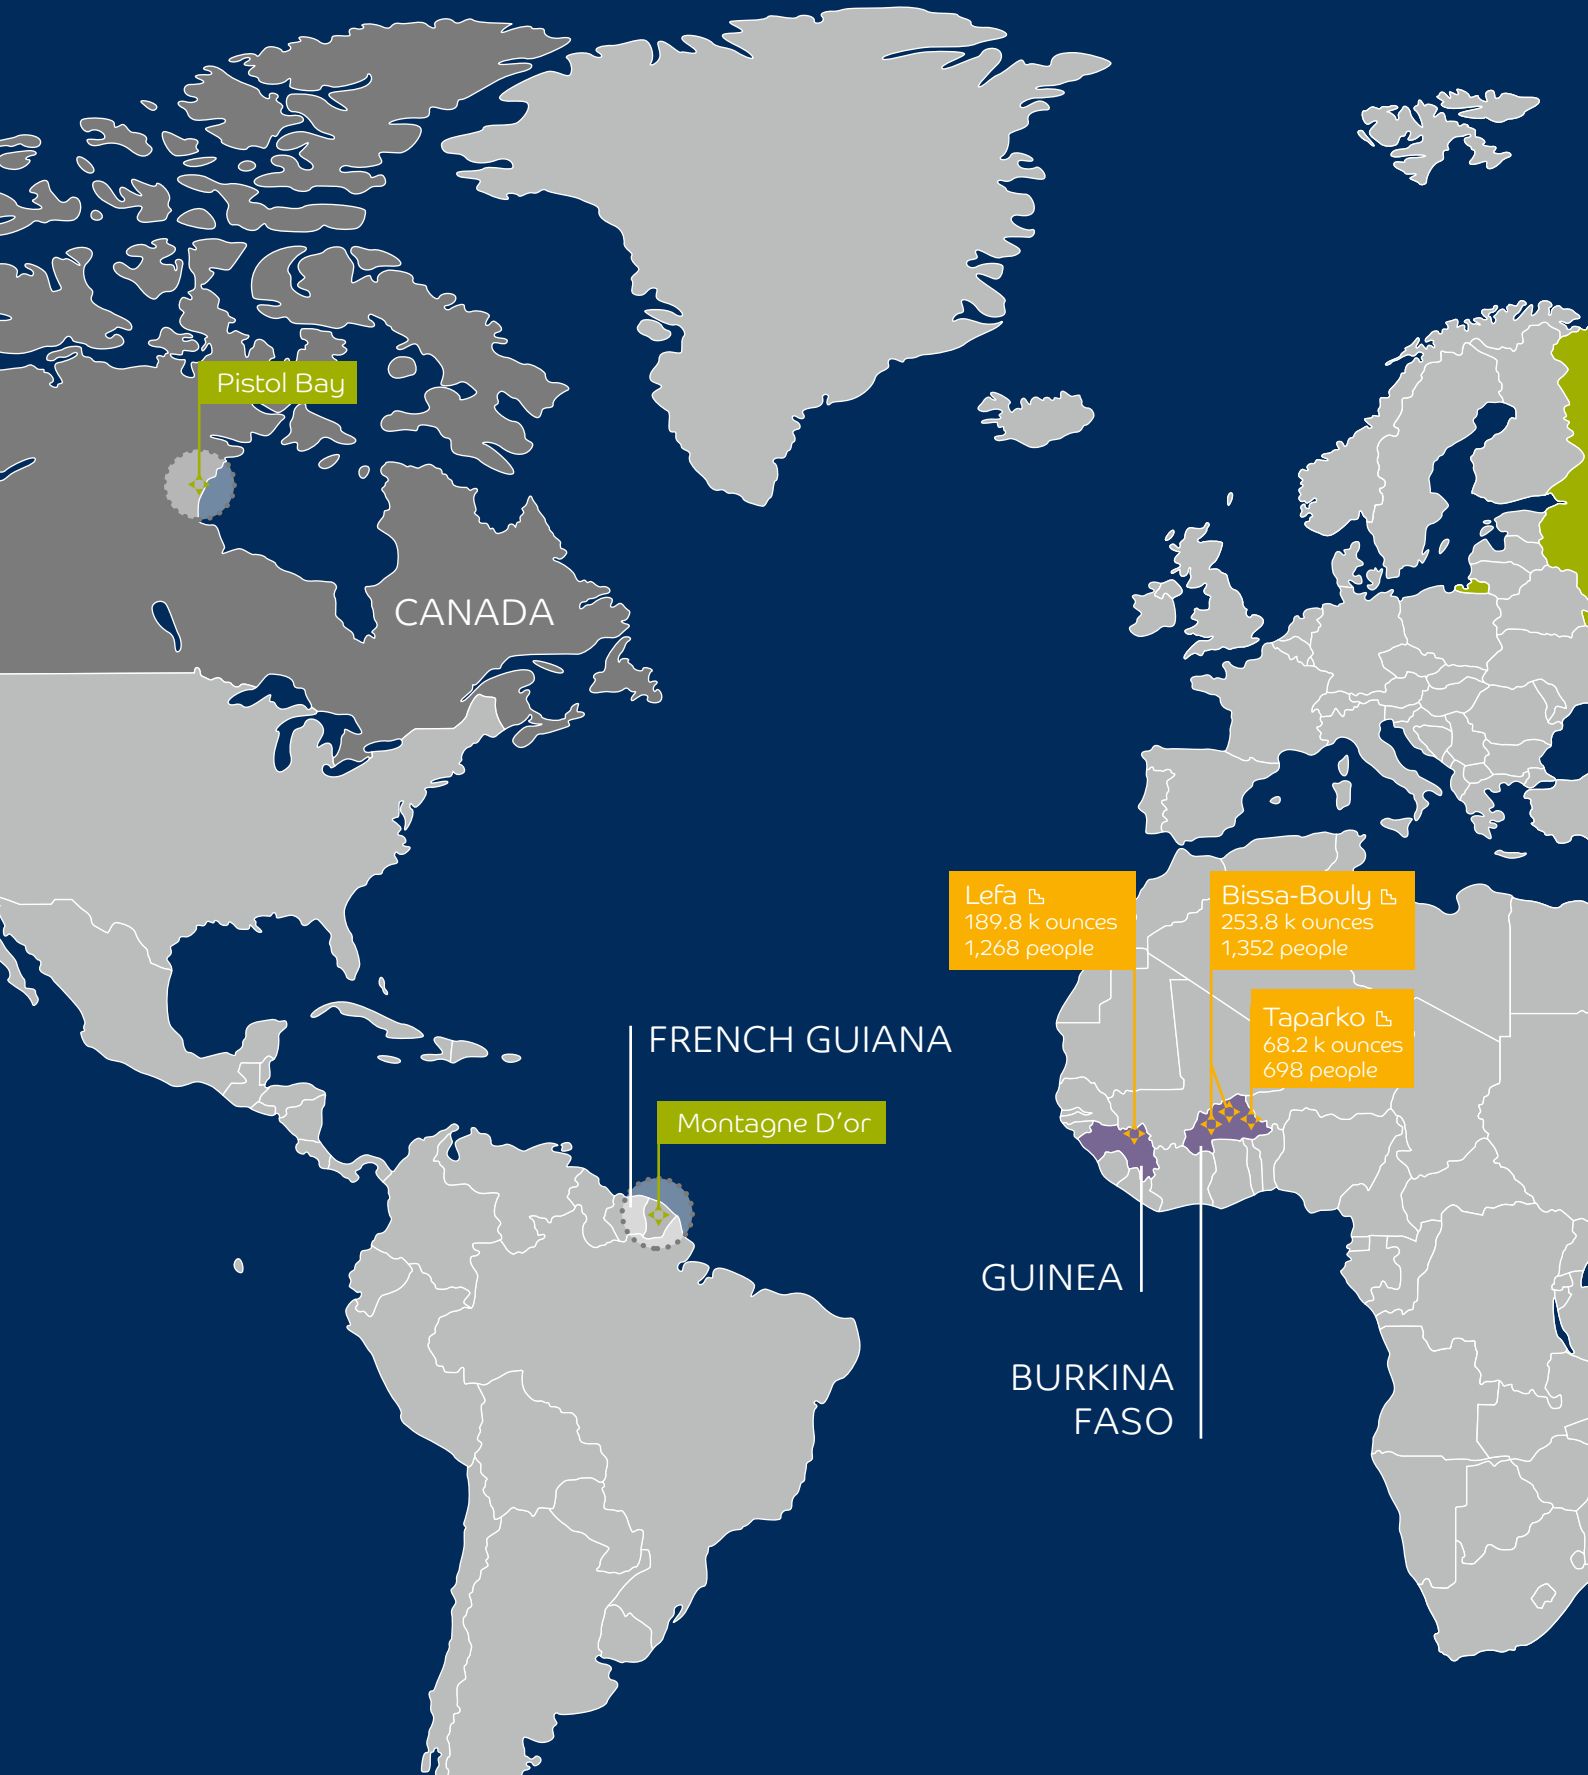 Pistol Bay
CANADA
Lefa
189.8 k ounces
1,268 people
Bissa-Bouly
253.8 k ounces
1,352 people
Taparko
68.2 k ounces
698 people
FRENCH GUIANA
Montagne D'or
GUINEA
BURKINA
FASO